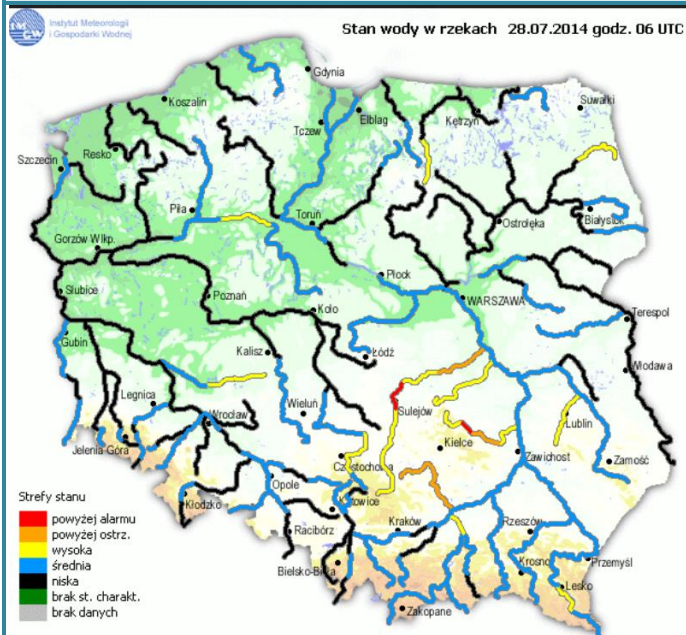 Instytut Meteorologii
i Gospodarki Wodnej
Stan wody w rzekach 28.07.2014 godz. 06 UTC
Gdynia
Koszalin
Suwałki
Tczew
Elbląg
Kętrzyn
Resko
Szczecin
Piła
Toruń
Ostrołęka
Białystok
Gorzów Wlkp.
Płock
Słubice
Poznań
WARSZAWA
Koło
Terespol
Gubin
Kalisz
Łódź
Włodawa
Legnica
Wieluń
Sulejów
Wrocław
Lublin
Jelenia Góra
Kielce
Zawichost
Częstochowa
Zamość
Opole
Strefy stanu
Kłodzko
Katowice
powyżej alarmu
Racibórz
Kraków
Rzeszów
powyżej ostrz.
wysoka
Bielsko-Biała
Krosno
Przemyśl
średnia
Lesko
niska
Zakopane
brak st. charakt.
brak danych